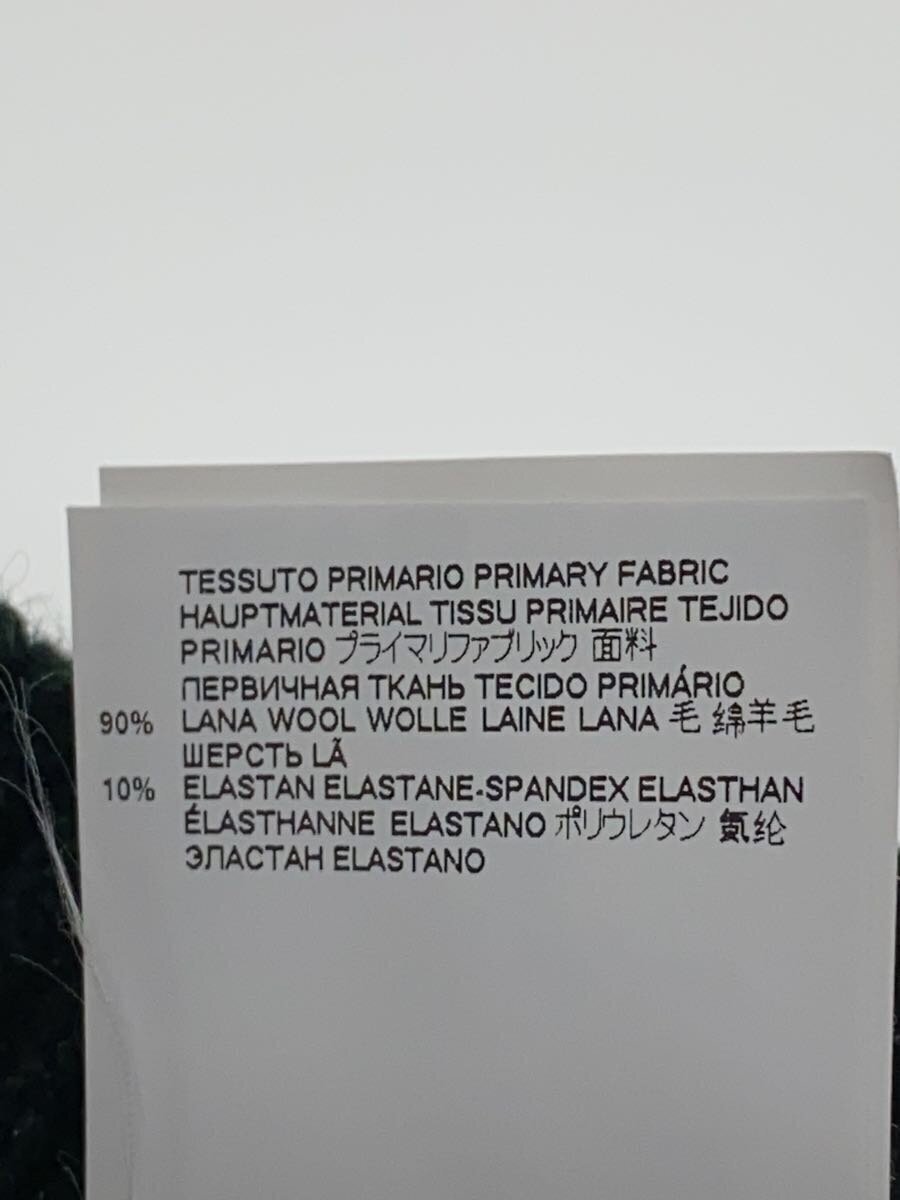 TESSUTO PRIMARIO PRIMARY FABRIC
HAUPTMATERIAL TISSU PRIMAIRE TEJIDO
PRIMARIO プライマリファブリック 面料
ПЕРВИЧНАЯ ТКАНЬ TECIDO PRIMÁRIO
90% LANA WOOL WOLLE LAINE LANA 毛 绵羊毛
ШЕРСТЬ LÃ
10% ELASTAN ELASTANE-SPANDEX ELASTHAN
ÉLASTHANNE ELASTANO ポリウレタン 氨纶
ЭЛАСТАН ELASTANO